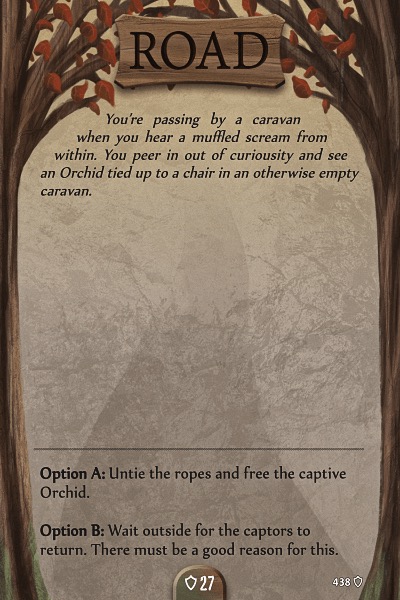 ROAD
You're passing by a caravan
when you hear a muffled scream from
within. You peer in out of curiousity and see
an Orchid tied up to a chair in an otherwise empty
caravan.
Option A: Untie the ropes and free the captive
Orchid.
Option B: Wait outside for the captors to
return. There must be a good reason for this.
27
438